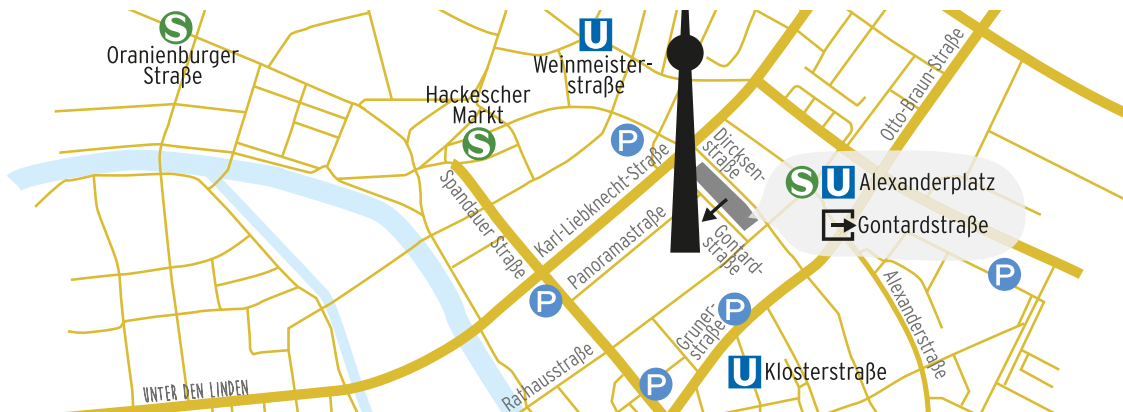 S
Oranienburger
Straße
U
Weinmeister-
straße
Hackescher
Markt
S
P
Otto-Braun-Straße
Dircksen-
straße
Karl-Liebknecht-Straße
Spandauer Straße
Panoramastraße
Gontard-
straße
S U Alexanderplatz
Gontardstraße
P
P
P
Alexanderstraße
Gruner-
straße
Rathausstraße
P
U Klosterstraße
UNTER DEN LINDEN